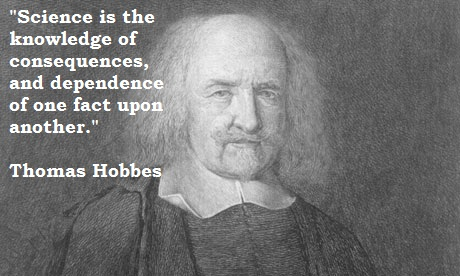 "Science is the
knowledge of
consequences,
and dependence
of one fact upon
another."
Thomas Hobbes